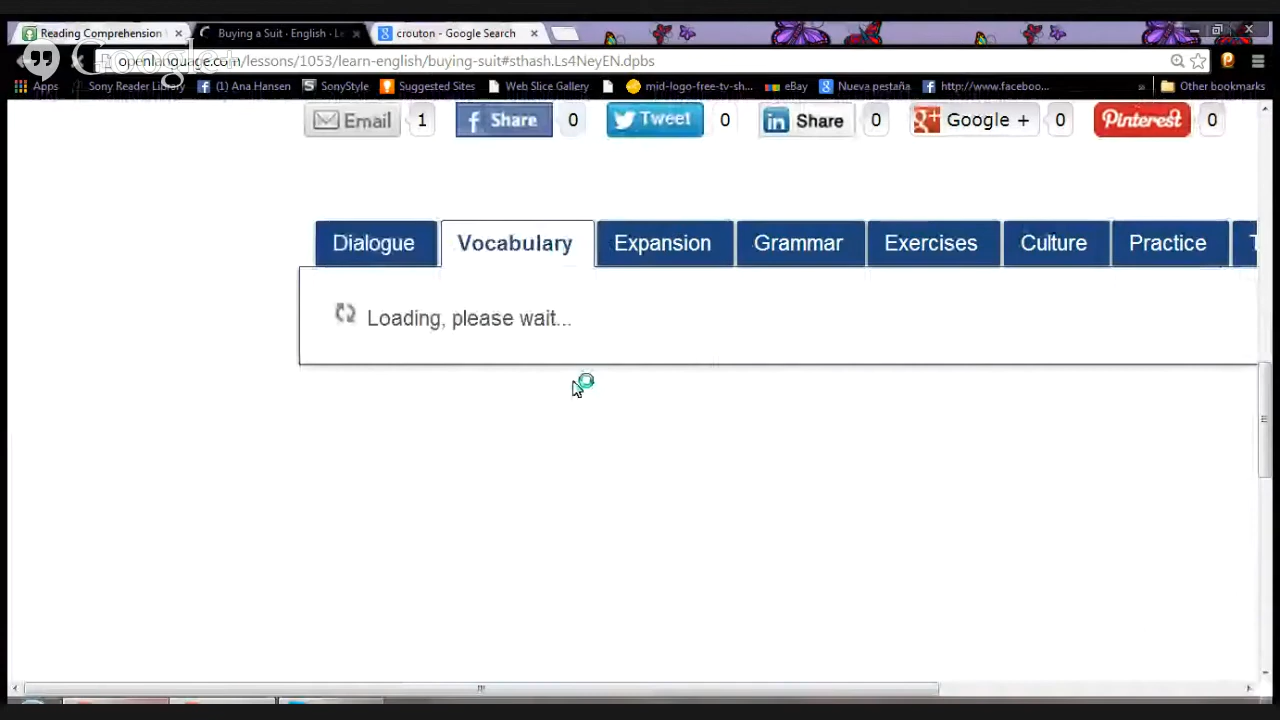 Reading Comprehension
Buying a Suit · English · Le
crouton - Google Search
Google+
openlanguage.com/lessons/1053/learn-english/buying-suit#sthash.Ls4NeyEN.dpbs
Apps
Sony Reader Library
(1) Ana Hansen
SonyStyle
Suggested Sites
Web Slice Gallery
mid-logo-free-tv-sh...
eBay
Nueva pestaña
http://www.faceboo...
Other bookmarks
Email 1
Share 0
Tweet 0
in Share 0
Google + 0
Pinterest 0
Dialogue
Vocabulary
Expansion
Grammar
Exercises
Culture
Practice
Loading, please wait...